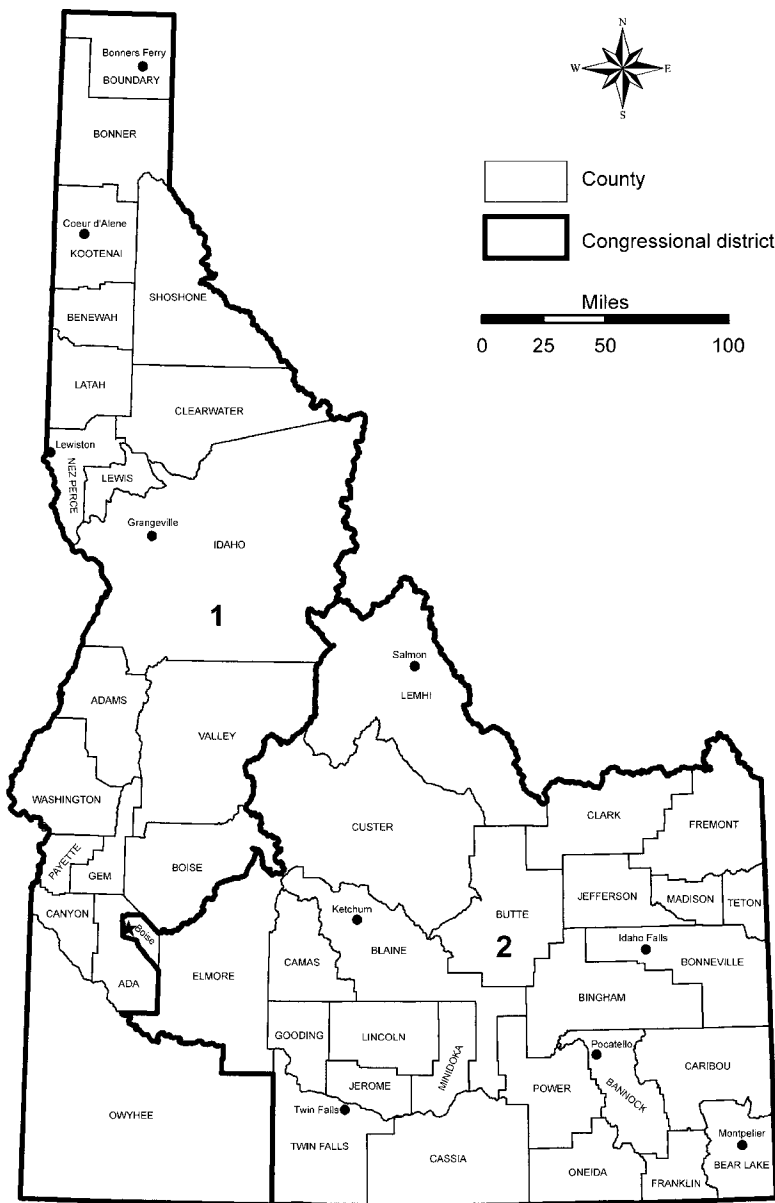 N
W E
S
County
Congressional district
Miles
0 25 50 100
Bonners Ferry
BOUNDARY
BONNER
Coeur d'Alene
KOOTENAI
SHOSHONE
BENEWAH
LATAH
CLEARWATER
Lewiston
NEZ PERCE
LEWIS
Grangeville
IDAHO
1
Salmon
LEMHI
ADAMS
VALLEY
WASHINGTON
CUSTER
CLARK
FREMONT
PAYETTE
GEM
BOISE
BUTTE
JEFFERSON
MADISON
TETON
CANYON
Boise
ADA
ELMORE
Ketchum
BLAINE
CAMAS
2
Idaho Falls
BONNEVILLE
BINGHAM
GOODING
LINCOLN
MINIDOKA
JEROME
Pocatello
CARIBOU
POWER
BANNOCK
OWYHEE
Twin Falls
TWIN FALLS
CASSIA
ONEIDA
FRANKLIN
Montpelier
BEAR LAKE